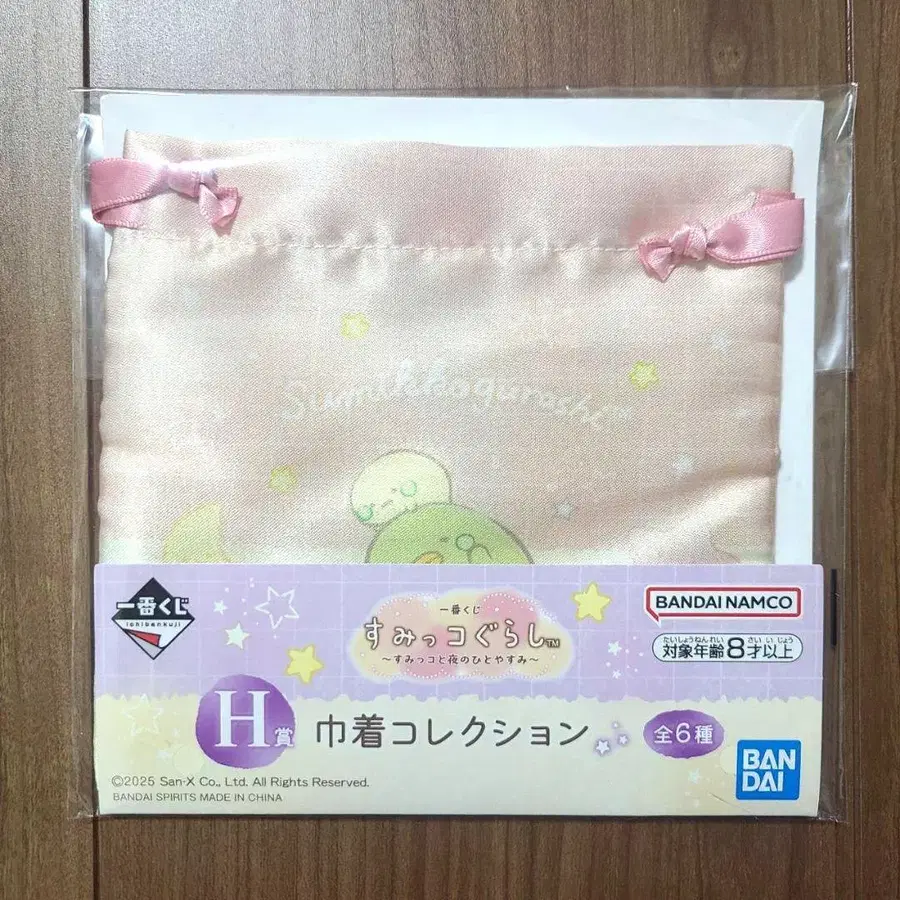 Sumikkogurashi™
一番くじ
ichibankuji
一番くじ
すみっコぐらし™
～すみっコと夜のひとやすみ～
BANDAI NAMCO
たいしょうねんれい さい いじょう
対象年齢8才以上
H賞
巾着コレクション
全6種
BAN
DAI
©2025 San-X Co., Ltd. All Rights Reserved.
BANDAI SPIRITS MADE IN CHINA